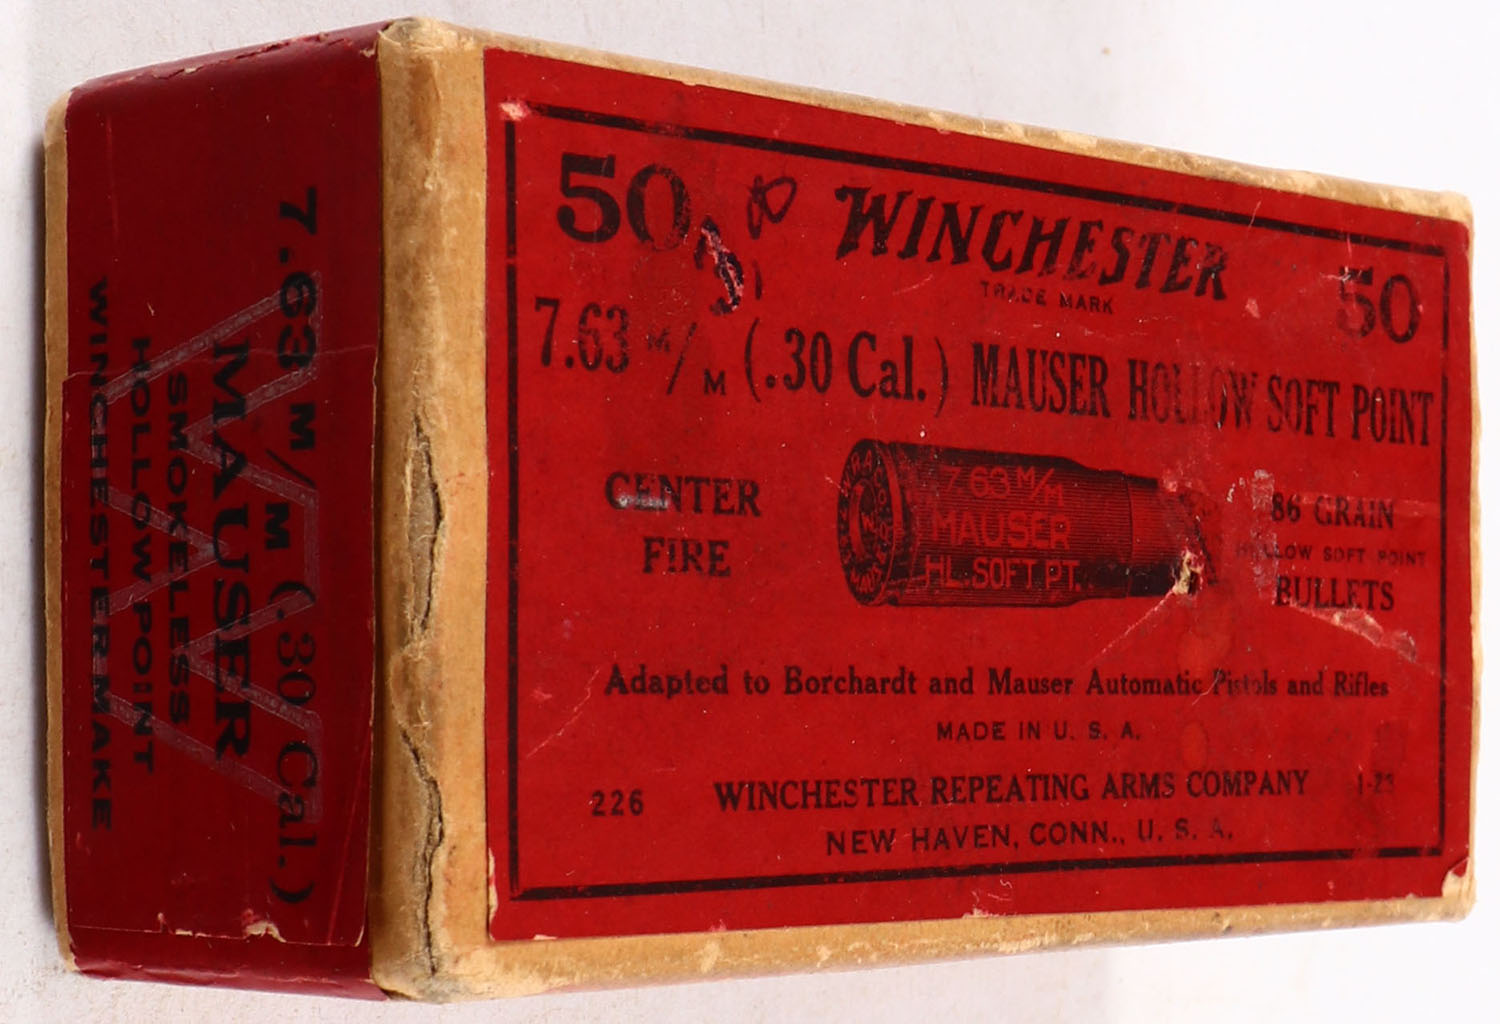 50 WINCHESTER 50
TRADE MARK
7.63 M/M (.30 Cal.) MAUSER HOLLOW SOFT POINT
CENTER
FIRE
7.63 M/M
MAUSER
HL. SOFT PT.
W.R.A.
86 GRAIN
HOLLOW SOFT POINT
BULLETS
Adapted to Borchardt and Mauser Automatic Pistols and Rifles
MADE IN U. S. A.
226 WINCHESTER REPEATING ARMS COMPANY 1-23
NEW HAVEN, CONN., U. S. A.
7.63 M/M (.30 Cal.)
MAUSER
SMOKELESS
HOLLOW POINT
WINCHESTER MAKE
W